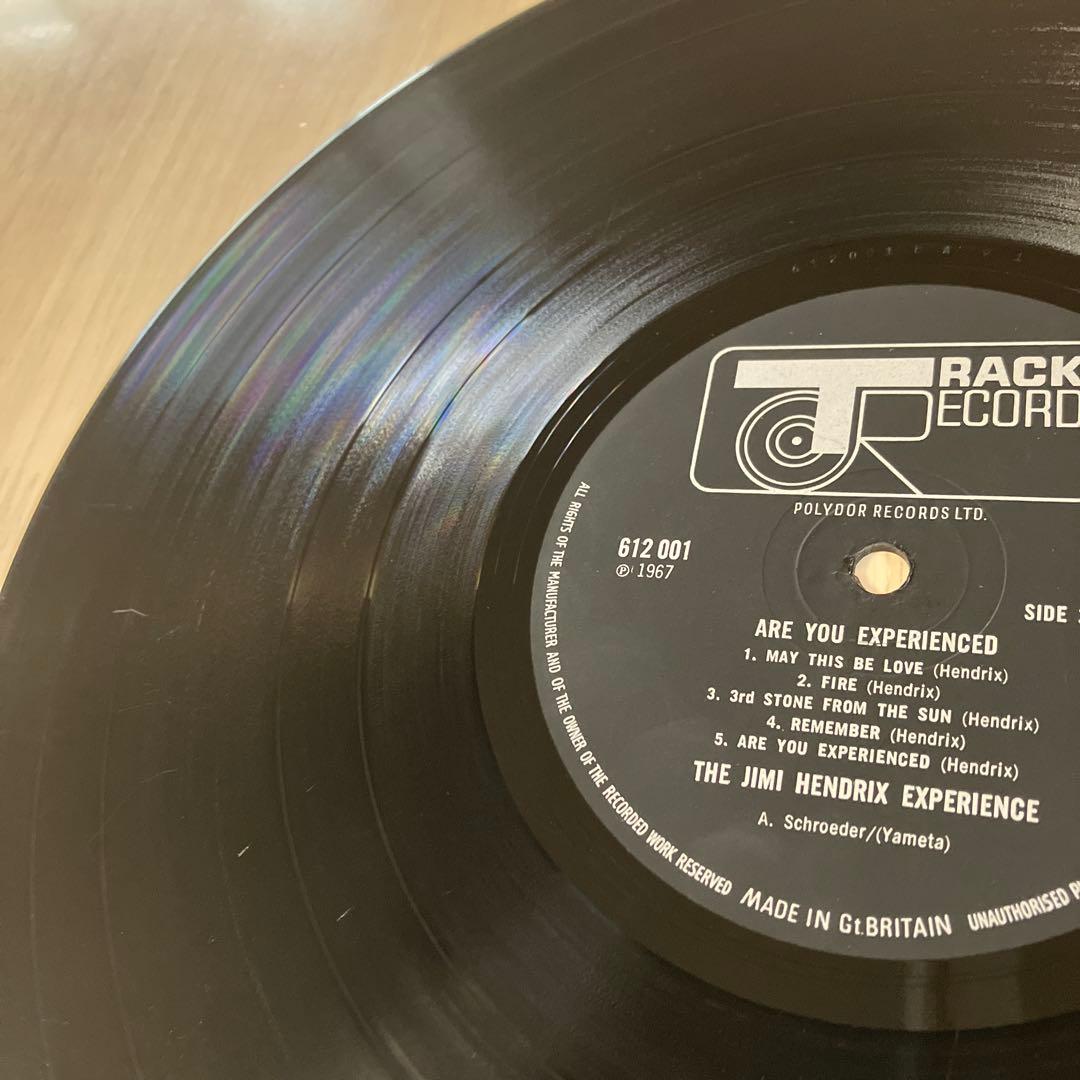 TRACK
RECORD
POLYDOR RECORDS LTD.
612 001
℗ 1967
SIDE
ARE YOU EXPERIENCED
1. MAY THIS BE LOVE (Hendrix)
2. FIRE (Hendrix)
3. 3rd STONE FROM THE SUN (Hendrix)
4. REMEMBER (Hendrix)
5. ARE YOU EXPERIENCED (Hendrix)
THE JIMI HENDRIX EXPERIENCE
A. Schroeder/(Yameta)
ALL RIGHTS OF THE MANUFACTURER AND OF THE OWNER OF THE RECORDED WORK RESERVED
MADE IN Gt.BRITAIN
UNAUTHORISED